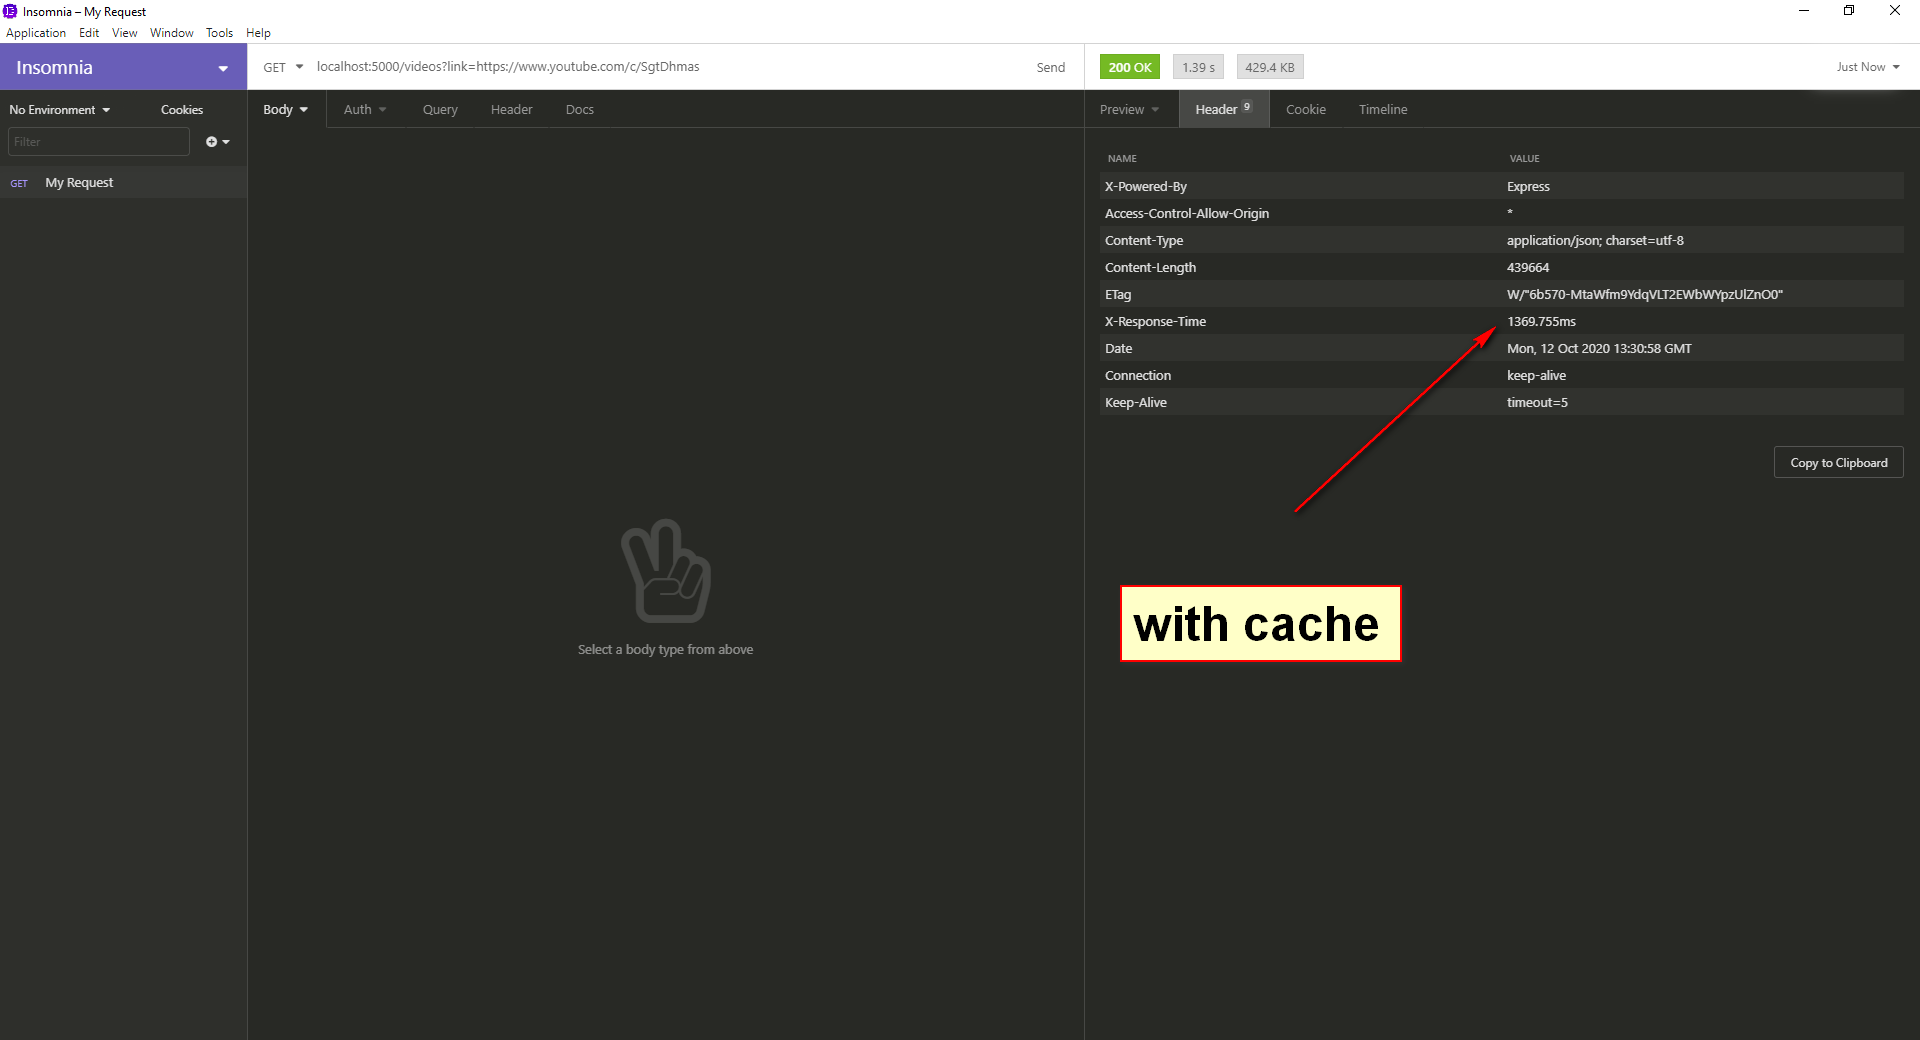 Insomnia – My Request
Application Edit View Window Tools Help
Insomnia
GET localhost:5000/videos?link=https://www.youtube.com/c/SgtDhmas Send
200 OK 1.39 s 429.4 KB Just Now
No Environment Cookies
Body Auth Query Header Docs
Preview Header 9 Cookie Timeline
Filter
GET My Request
NAME VALUE
X-Powered-By Express
Access-Control-Allow-Origin *
Content-Type application/json; charset=utf-8
Content-Length 439664
ETag W/"6b570-MtaWfm9YdqVLT2EWbWYpzUlZnO0"
X-Response-Time 1369.755ms
Date Mon, 12 Oct 2020 13:30:58 GMT
Connection keep-alive
Keep-Alive timeout=5
Copy to Clipboard
with cache
Select a body type from above